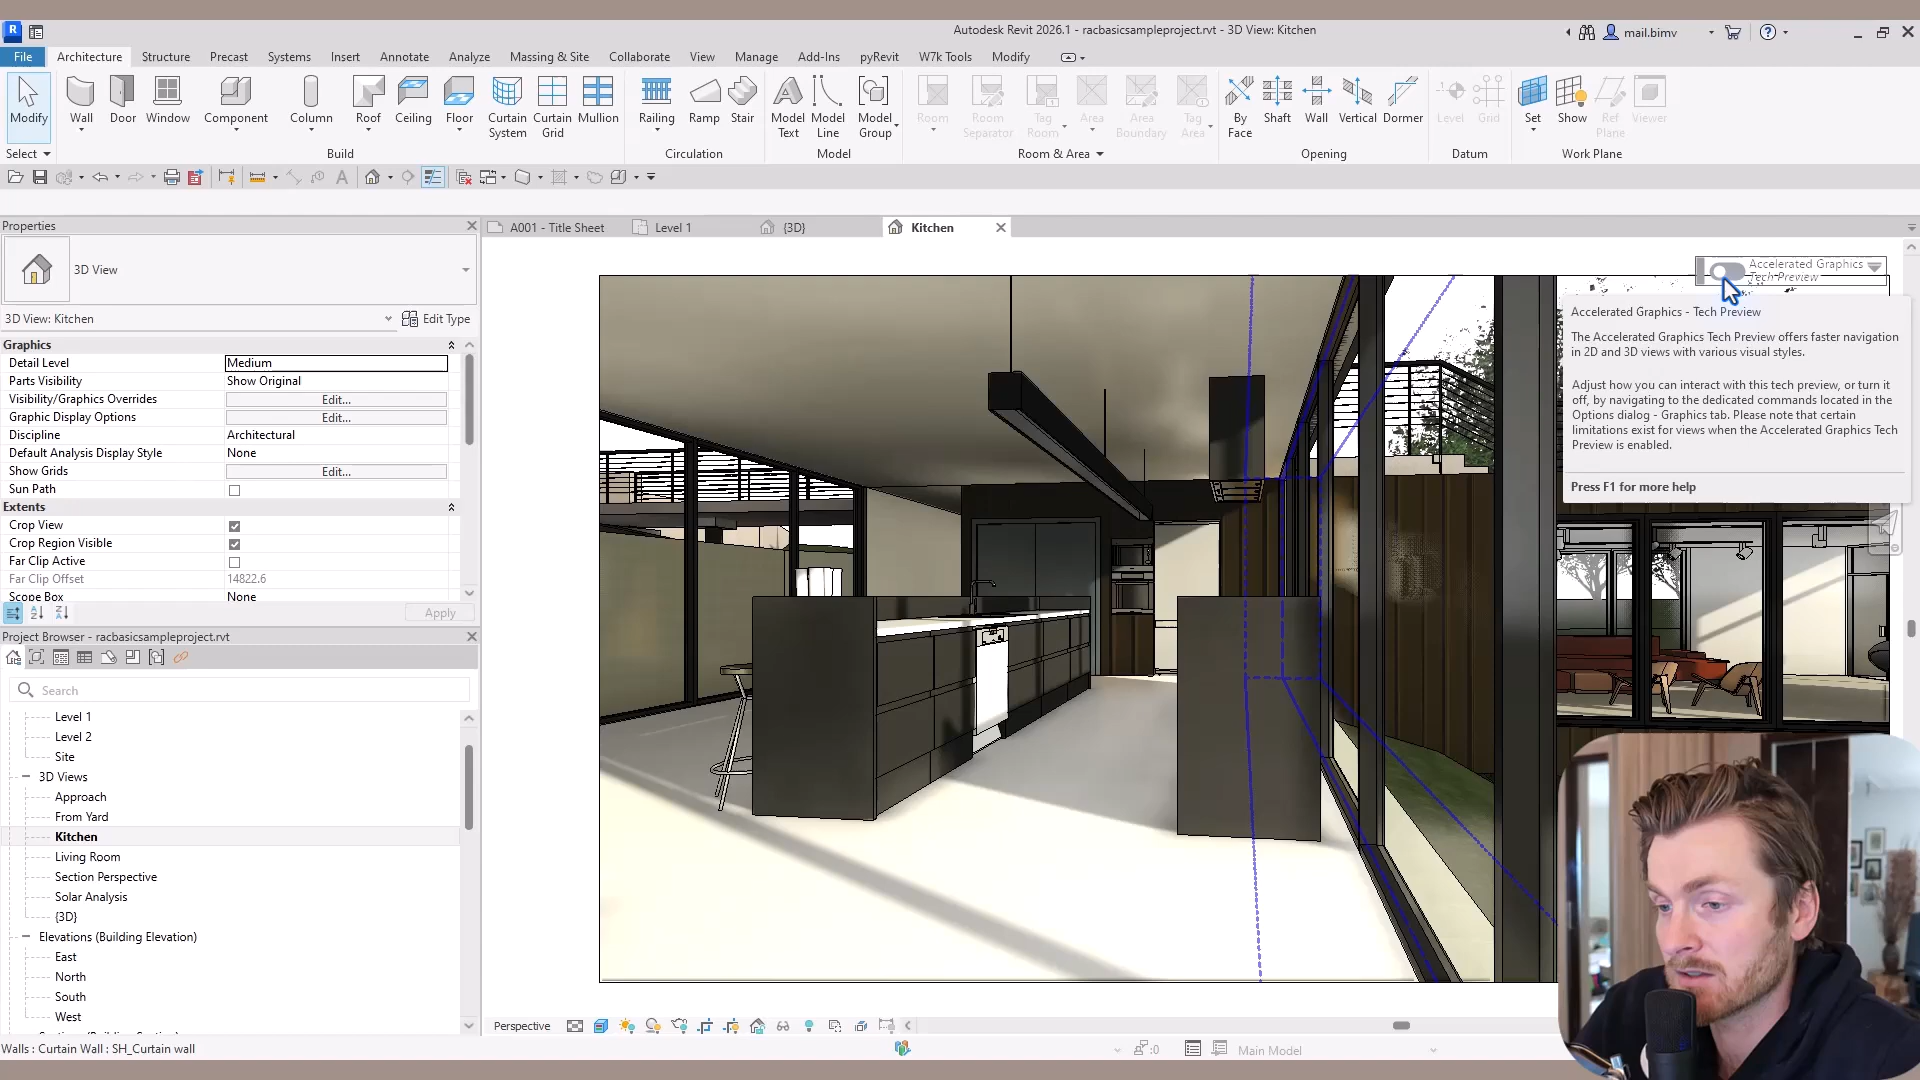 Autodesk Revit 2026.1 - racbasicsampleproject.rvt - 3D View: Kitchen
mail.bimv
File Architecture Structure Precast Systems Insert Annotate Analyze Massing & Site Collaborate View Manage Add-Ins pyRevit W7k Tools Modify
Modify
Wall
Door
Window
Component
Column
Roof
Ceiling
Floor
Curtain
System
Curtain
Grid
Mullion
Railing
Ramp
Stair
Model
Text
Model
Line
Model
Group
Room
Room
Separator
Tag
Room
Area
Area
Boundary
Tag
Area
By
Face
Shaft
Wall
Vertical
Dormer
Level
Grid
Set
Show
Ref
Plane
Viewer
Select
Build
Circulation
Model
Room & Area
Opening
Datum
Work Plane
Properties
3D View
3D View: Kitchen
Edit Type
Graphics
Detail Level Medium
Parts Visibility Show Original
Visibility/Graphics Overrides Edit...
Graphic Display Options Edit...
Discipline Architectural
Default Analysis Display Style None
Show Grids Edit...
Sun Path
Extents
Crop View
Crop Region Visible
Far Clip Active
Far Clip Offset 14822.6
Scope Box None
Apply
Project Browser - racbasicsampleproject.rvt
Search
Level 1
Level 2
Site
3D Views
Approach
From Yard
Kitchen
Living Room
Section Perspective
Solar Analysis
{3D}
Elevations (Building Elevation)
East
North
South
West
A001 - Title Sheet
Level 1
{3D}
Kitchen
Accelerated Graphics
Tech Preview
Accelerated Graphics - Tech Preview
The Accelerated Graphics Tech Preview offers faster navigation
in 2D and 3D views with various visual styles.
Adjust how you can interact with this tech preview, or turn it
off, by navigating to the dedicated commands located in the
Options dialog - Graphics tab. Please note that certain
limitations exist for views when the Accelerated Graphics Tech
Preview is enabled.
Press F1 for more help
Perspective
Walls : Curtain Wall : SH_Curtain wall
:0
Main Model